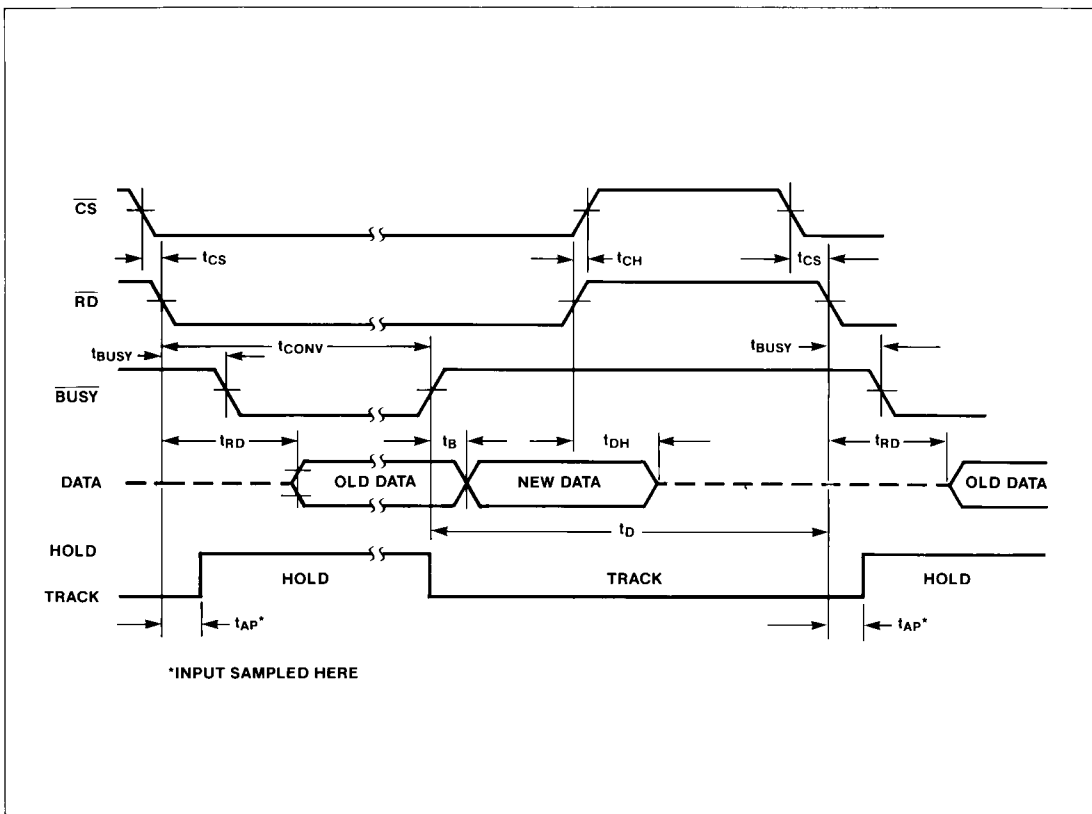 CS
tCS
tCH
tCS
RD
tBUSY
tCONV
tBUSY
BUSY
tRD
tB
tDH
tRD
DATA
OLD DATA
NEW DATA
OLD DATA
tD
HOLD
HOLD
TRACK
HOLD
TRACK
tAP*
tAP*
*INPUT SAMPLED HERE